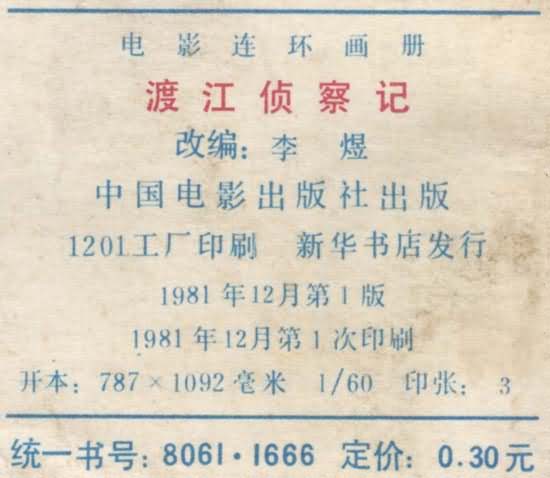 电影连环画册
渡江侦察记
改编：李煜
中国电影出版社出版
1201工厂印刷 新华书店发行
1981年12月第1版
1981年12月第1次印刷
开本：787×1092毫米 1/60 印张：3
统一书号：8061·1666 定价：0.30元